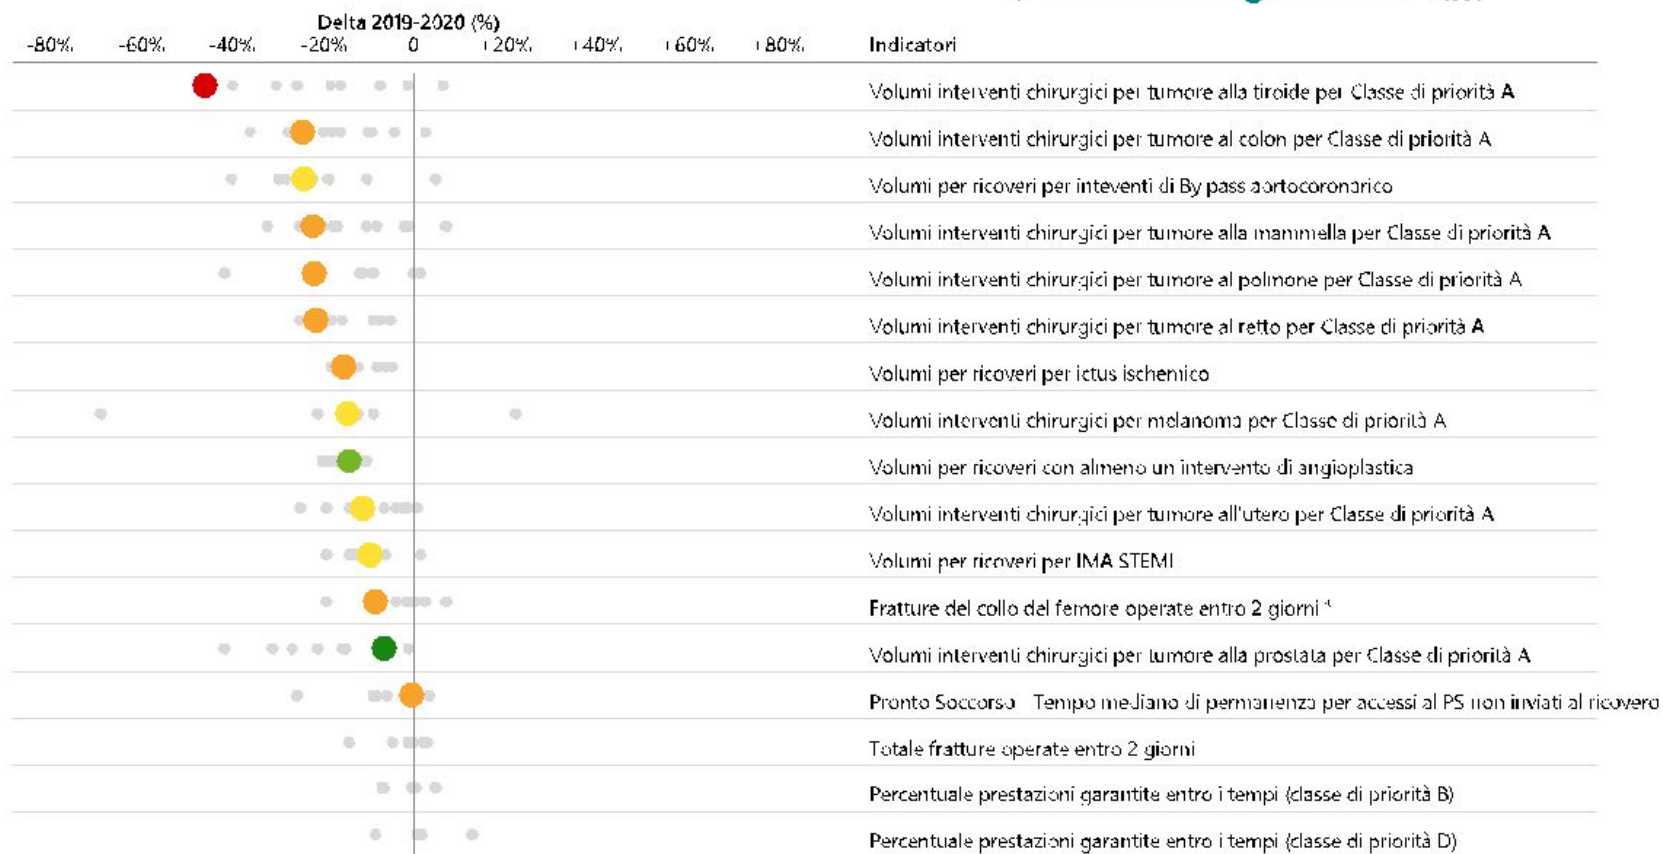 Delta 2019-2020 (%)
-80% -60% -40% -20% 0 +20% +40% +60% +80% Indicatori
Volumi interventi chirurgici per tumore alla tiroide per Classe di priorità A
Volumi interventi chirurgici per tumore al colon per Classe di priorità A
Volumi per ricoveri per inteventi di By pass aortocoronarico
Volumi interventi chirurgici per tumore alla mammella per Classe di priorità A
Volumi interventi chirurgici per tumore al polmone per Classe di priorità A
Volumi interventi chirurgici per tumore al retto per Classe di priorità A
Volumi per ricoveri per ictus ischemico
Volumi interventi chirurgici per melanoma per Classe di priorità A
Volumi per ricoveri con almeno un intervento di angioplastica
Volumi interventi chirurgici per tumore all'utero per Classe di priorità A
Volumi per ricoveri per IMA STEMI
Fratture del collo del femore operate entro 2 giorni
Volumi interventi chirurgici per tumore alla prostata per Classe di priorità A
Pronto Soccorso - Tempo mediano di permanenza per accessi al PS non inviati al ricovero
Totale fratture operate entro 2 giorni
Percentuale prestazioni garantite entro i tempi (classe di priorità B)
Percentuale prestazioni garantite entro i tempi (classe di priorità D)